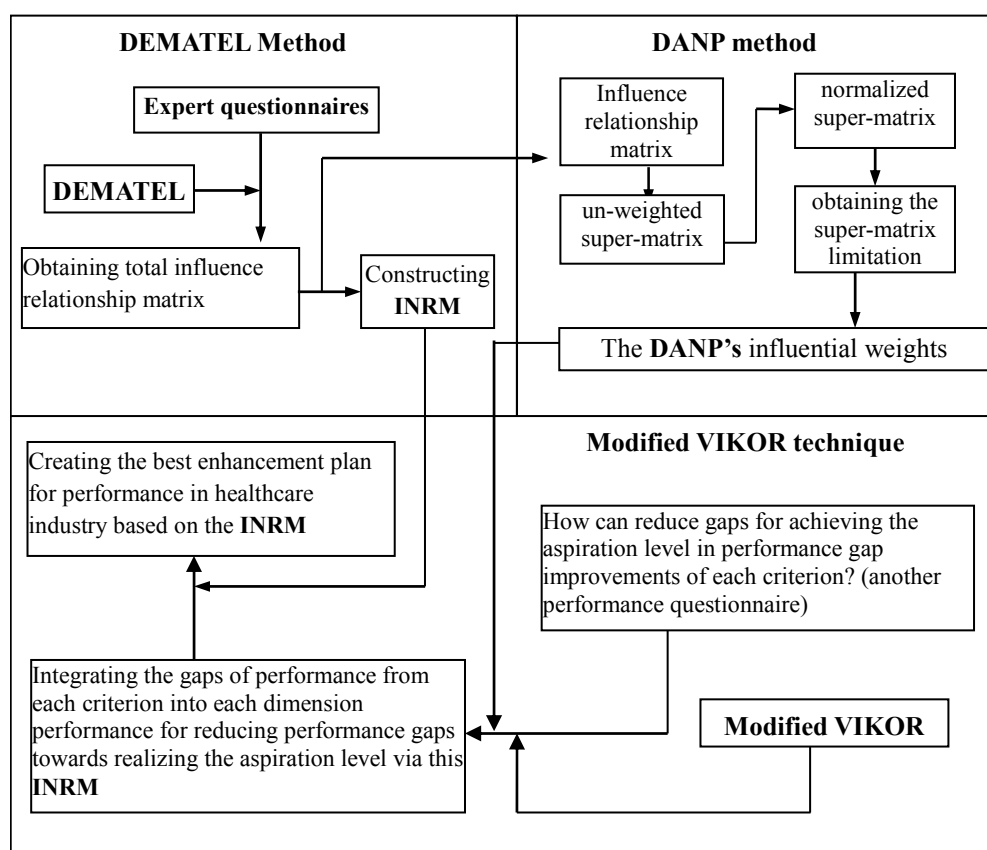 DEMATEL Method
Expert questionnaires
DEMATEL
Obtaining total influence
relationship matrix
Constructing
INRM
DANP method
Influence
relationship
matrix
un-weighted
super-matrix
normalized
super-matrix
obtaining the
super-matrix
limitation
The DANP’s influential weights
Modified VIKOR technique
Creating the best enhancement plan
for performance in healthcare
industry based on the INRM
How can reduce gaps for achieving the
aspiration level in performance gap
improvements of each criterion? (another
performance questionnaire)
Integrating the gaps of performance from
each criterion into each dimension
performance for reducing performance gaps
towards realizing the aspiration level via this
INRM
Modified VIKOR